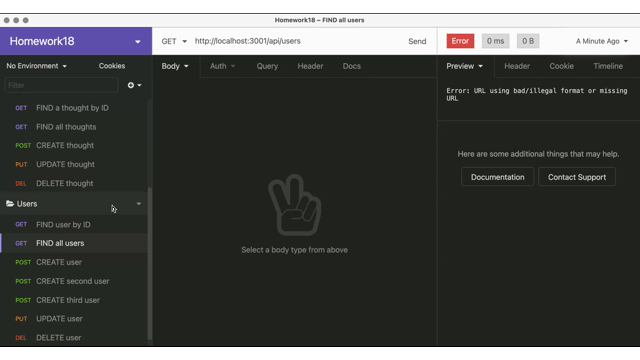 Homework18 – FIND all users
Homework18
GET http://localhost:3001/api/users Send
Error 0 ms 0 B A Minute Ago
No Environment Cookies
Body Auth Query Header Docs
Preview Header Cookie Timeline
Filter
GET FIND a thought by ID
GET FIND all thoughts
POST CREATE thought
PUT UPDATE thought
DEL DELETE thought
Users
GET FIND user by ID
GET FIND all users
POST CREATE user
POST CREATE second user
POST CREATE third user
PUT UPDATE user
DEL DELETE user
Select a body type from above
Error: URL using bad/illegal format or missing
URL
Here are some additional things that may help.
Documentation Contact Support